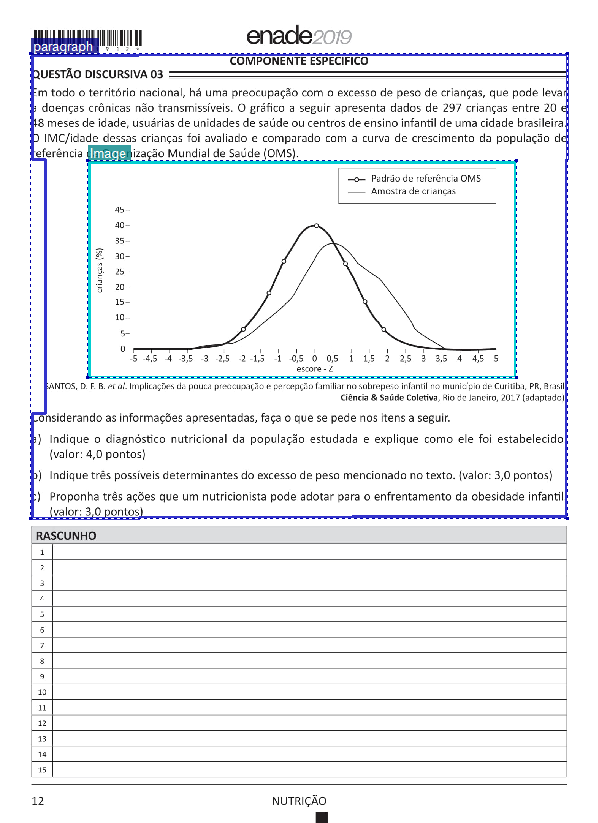 enade2019
paragraph
COMPONENTE ESPECÍFICO
QUESTÃO DISCURSIVA 03
Em todo o território nacional, há uma preocupação com o excesso de peso de crianças, que pode levar
a doenças crônicas não transmissíveis. O gráfico a seguir apresenta dados de 297 crianças entre 20 e
48 meses de idade, usuárias de unidades de saúde ou centros de ensino infantil de uma cidade brasileira.
O IMC/idade dessas crianças foi avaliado e comparado com a curva de crescimento da população de
referência Image ização Mundial de Saúde (OMS).
Padrão de referência OMS
Amostra de crianças
crianças (%)
45
40
35
30
25
20
15
10
5
0
-5 -4,5 -4 -3,5 -3 -2,5 -2 -1,5 -1 -0,5 0 0,5 1 1,5 2 2,5 3 3,5 4 4,5 5
escore - Z
SANTOS, D. F. B. et al. Implicações da pouca preocupação e percepção familiar no sobrepeso infantil no município de Curitiba, PR, Brasil.
Ciência & Saúde Coletiva, Rio de Janeiro, 2017 (adaptado).
Considerando as informações apresentadas, faça o que se pede nos itens a seguir.
a) Indique o diagnóstico nutricional da população estudada e explique como ele foi estabelecido.
(valor: 4,0 pontos)
b) Indique três possíveis determinantes do excesso de peso mencionado no texto. (valor: 3,0 pontos)
c) Proponha três ações que um nutricionista pode adotar para o enfrentamento da obesidade infantil.
(valor: 3,0 pontos)
RASCUNHO
1
2
3
4
5
6
7
8
9
10
11
12
13
14
15
12
NUTRIÇÃO